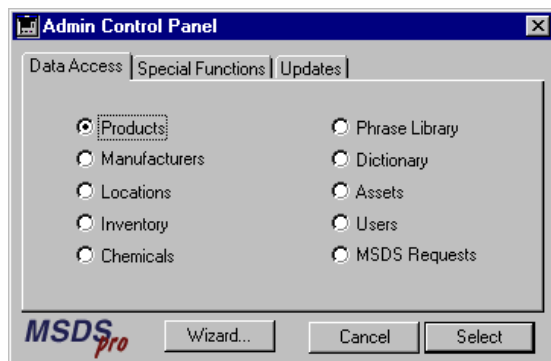 Admin Control Panel
Data Access Special Functions Updates
Products Phrase Library
Manufacturers Dictionary
Locations Assets
Inventory Users
Chemicals MSDS Requests
MSDS pro Wizard... Cancel Select